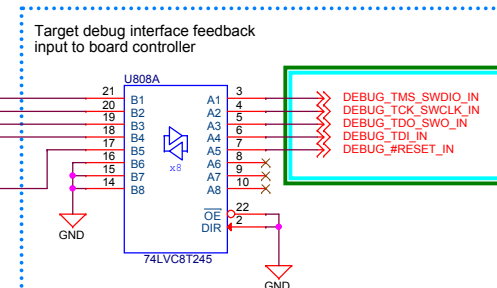 Target debug interface feedback
input to board controller
U808A
21 B1 A1 3 DEBUG_TMS_SWDIO_IN
20 B2 A2 4 DEBUG_TCK_SWCLK_IN
19 B3 A3 5 DEBUG_TDO_SWO_IN
18 B4 A4 6 DEBUG_TDI_IN
17 B5 A5 7 DEBUG_#RESET_IN
16 B6 A6 8
15 B7 A7 9
14 B8 A8 10
x8
OE 22
DIR 2
GND
74LVC8T245
GND